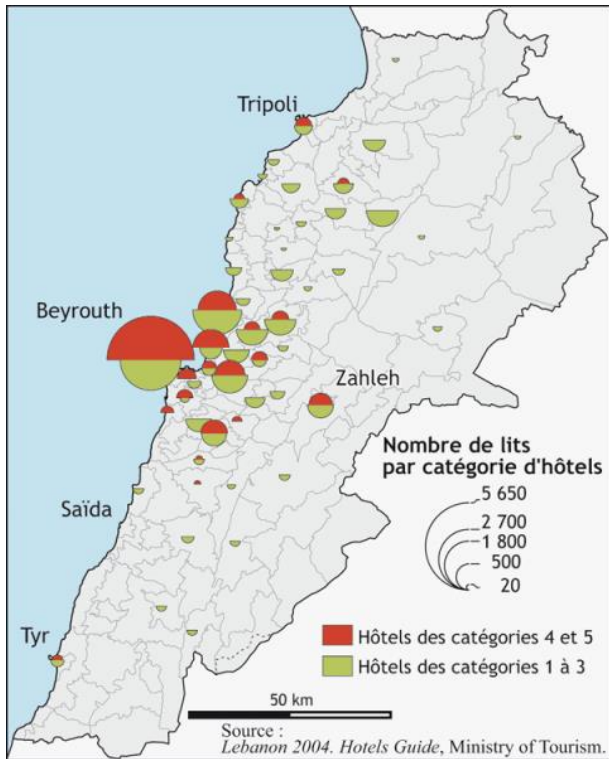 Tripoli
Beyrouth
Zahleh
Nombre de lits
par catégorie d'hôtels
5 650
2 700
1 800
500
20
Saïda
Tyr
Hôtels des catégories 4 et 5
Hôtels des catégories 1 à 3
50 km
Source :
Lebanon 2004. Hotels Guide, Ministry of Tourism.